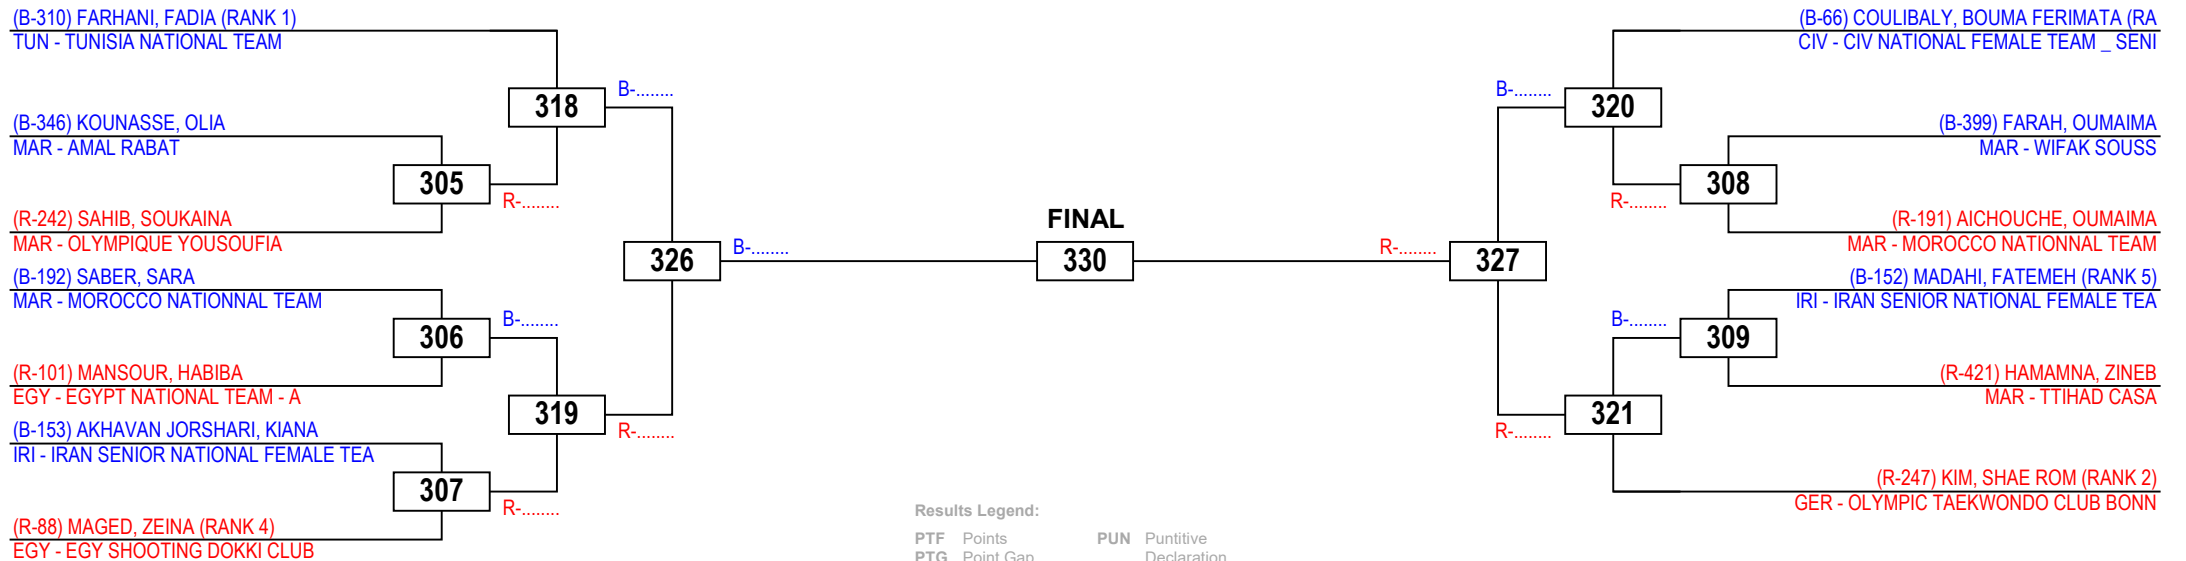 (B-310) FARHANI, FADIA (RANK 1)
TUN - TUNISIA NATIONAL TEAM
318
B-........
(B-346) KOUNASSE, OLIA
MAR - AMAL RABAT
305
R-........
(R-242) SAHIB, SOUKAINA
MAR - OLYMPIQUE YOUSOUFIA
326
B-........
(B-192) SABER, SARA
MAR - MOROCCO NATIONNAL TEAM
306
B-........
(R-101) MANSOUR, HABIBA
EGY - EGYPT NATIONAL TEAM - A
319
R-........
(B-153) AKHAVAN JORSHARI, KIANA
IRI - IRAN SENIOR NATIONAL FEMALE TEA
307
R-........
(R-88) MAGED, ZEINA (RANK 4)
EGY - EGY SHOOTING DOKKI CLUB
FINAL
330
(B-66) COULIBALY, BOUMA FERIMATA (RA
CIV - CIV NATIONAL FEMALE TEAM _ SENI
B-........
320
(B-399) FARAH, OUMAIMA
MAR - WIFAK SOUSS
308
R-........
(R-191) AICHOUCHE, OUMAIMA
MAR - MOROCCO NATIONNAL TEAM
R-........
327
(B-152) MADAHI, FATEMEH (RANK 5)
IRI - IRAN SENIOR NATIONAL FEMALE TEA
B-........
309
(R-421) HAMAMNA, ZINEB
MAR - TTIHAD CASA
321
R-........
(R-247) KIM, SHAE ROM (RANK 2)
GER - OLYMPIC TAEKWONDO CLUB BONN
Results Legend:
PTF Points
PUN Puntitive
PTG Point Gap
Declaration